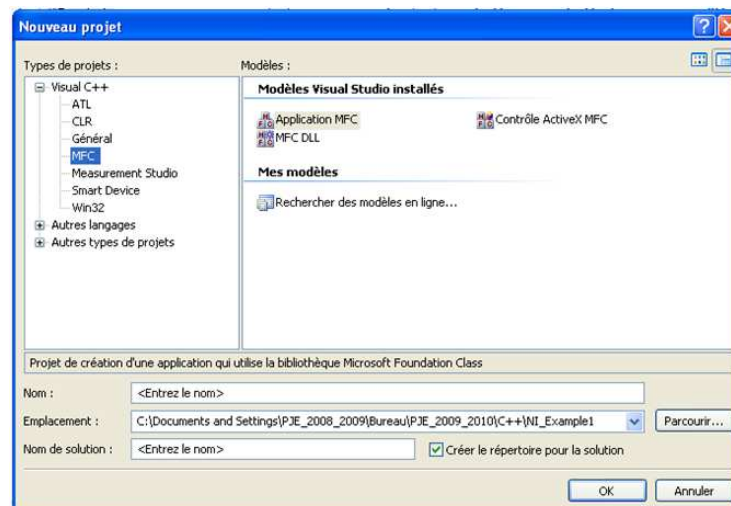 Nouveau projet
Types de projets :
Modèles :
Visual C++
ATL
CLR
Général
MFC
Measurement Studio
Smart Device
Win32
Autres langages
Autres types de projets
Modèles Visual Studio installés
Application MFC
Contrôle ActiveX MFC
MFC DLL
Mes modèles
Rechercher des modèles en ligne...
Projet de création d'une application qui utilise la bibliothèque Microsoft Foundation Class
Nom :
<Entrez le nom>
Emplacement :
C:\Documents and Settings\PJE_2008_2009\Bureau\PJE_2009_2010\C++\NI_Example1
Parcourir...
Nom de solution :
<Entrez le nom>
Créer le répertoire pour la solution
OK
Annuler